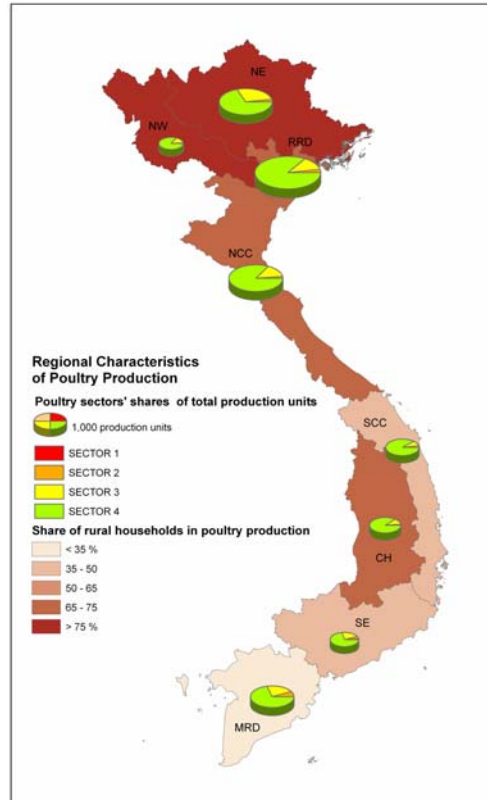 NE
NW
RRD
NCC
Regional Characteristics
of Poultry Production
Poultry sectors' shares of total production units
1,000 production units
SECTOR 1
SECTOR 2
SECTOR 3
SECTOR 4
Share of rural households in poultry production
< 35 %
35 - 50
50 - 65
65 - 75
> 75 %
SCC
CH
SE
MRD